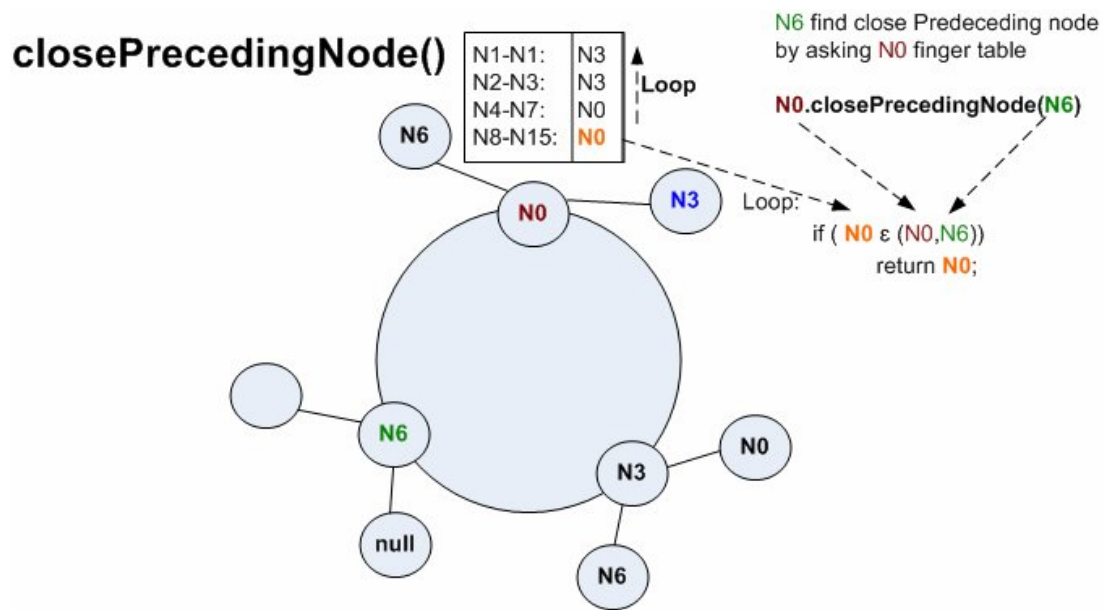 closePrecedingNode()
N1-N1: N3
N2-N3: N3
N4-N7: N0
N8-N15: N0
Loop
N6 find close Predeceding node
by asking N0 finger table
N0.closePrecedingNode(N6)
Loop:
if ( N0 ε (N0,N6))
return N0;
N6
N0
N3
N6
null
N3
N0
N6